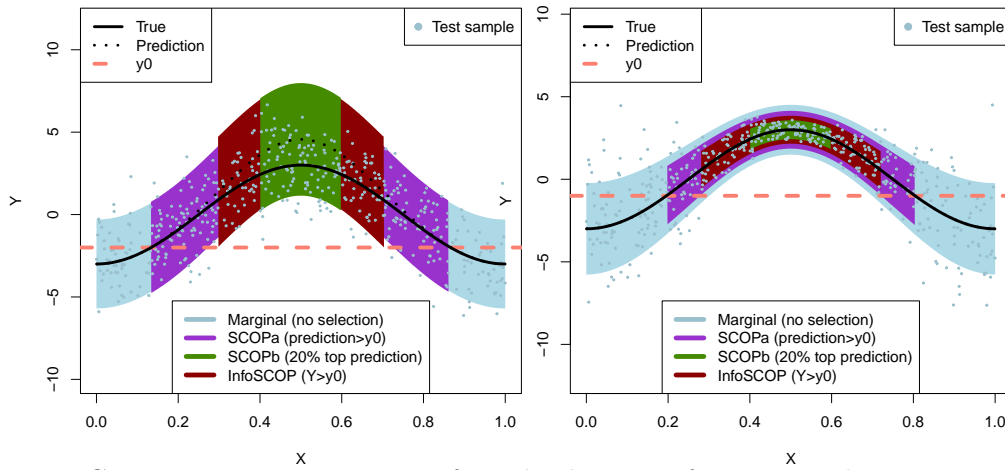 True
Prediction
y0
Test sample
Y
10
5
0
−5
−10
Marginal (no selection)
SCOPa (prediction>y0)
SCOPb (20% top prediction)
InfoSCOP (Y>y0)
0.0 0.2 0.4 0.6 0.8 1.0
X
True
Prediction
y0
Test sample
Y
10
5
0
−5
−10
Marginal (no selection)
SCOPa (prediction>y0)
SCOPb (20% top prediction)
InfoSCOP (Y>y0)
0.0 0.2 0.4 0.6 0.8 1.0
X